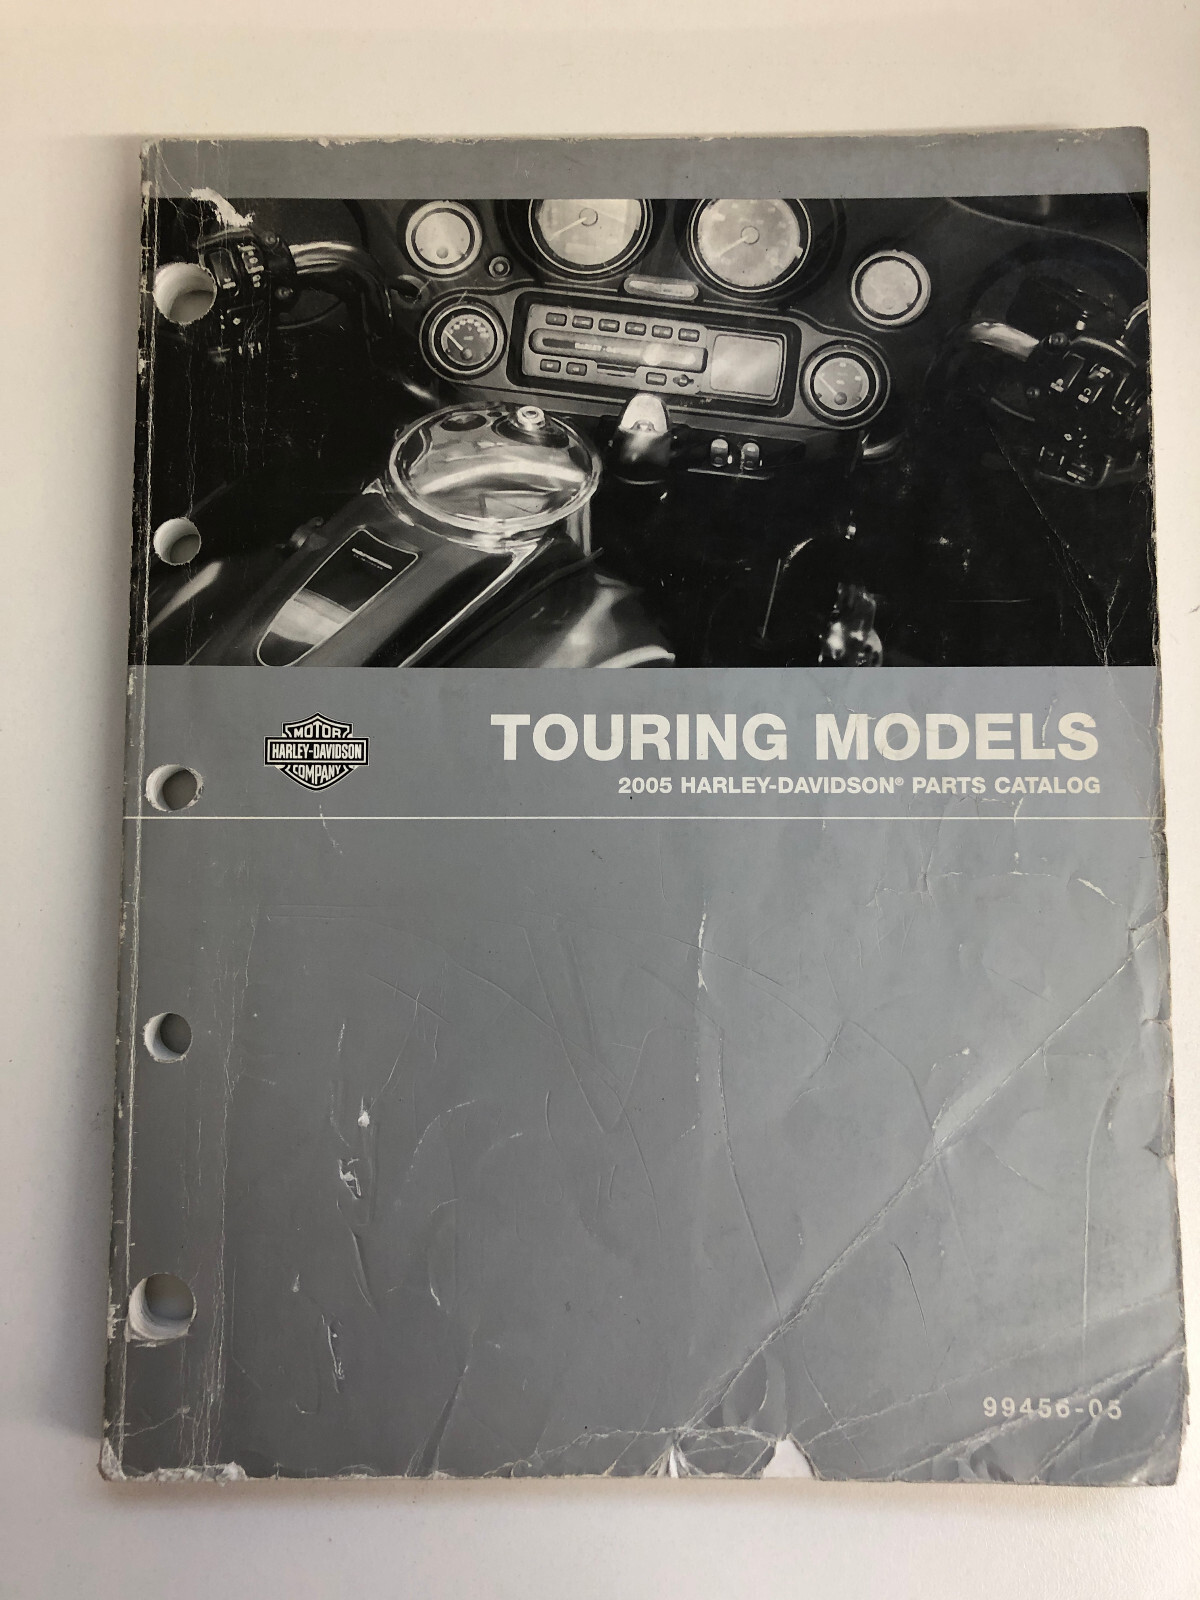 MOTOR
HARLEY-DAVIDSON
COMPANY
TOURING MODELS
2005 HARLEY-DAVIDSON® PARTS CATALOG
99456-05